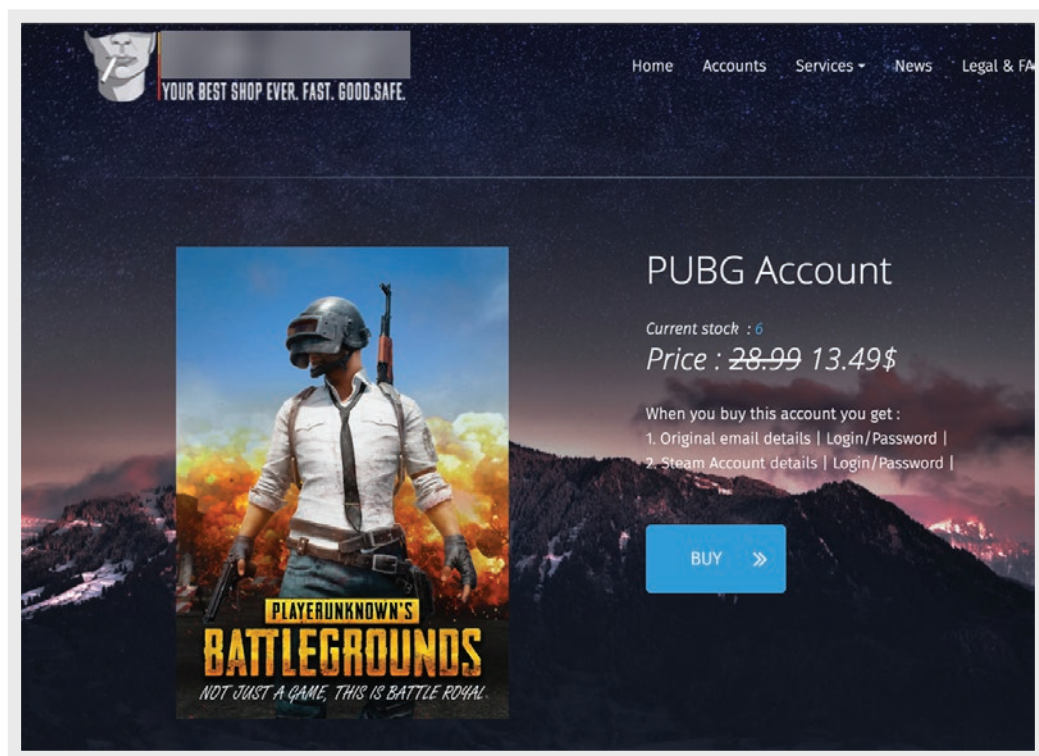 YOUR BEST SHOP EVER. FAST. GOOD.SAFE.
Home Accounts Services News Legal & FA
PUBG Account
Current stock : 6
Price : 28.99 13.49$
When you buy this account you get :
1. Original email details | Login/Password |
2. Steam Account details | Login/Password |
BUY
PLAYERUNKNOWN'S
BATTLEGROUNDS
NOT JUST A GAME, THIS IS BATTLE ROYAL